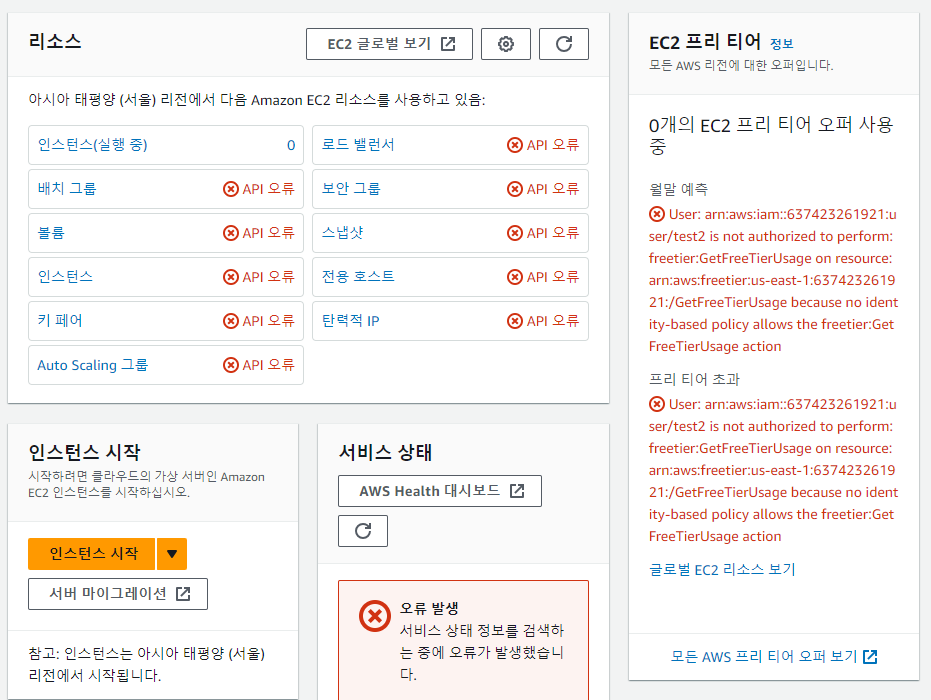 리소스
EC2 글로벌 보기
아시아 태평양 (서울) 리전에서 다음 Amazon EC2 리소스를 사용하고 있음:
인스턴스(실행 중) 0
로드 밸런서 API 오류
배치 그룹 API 오류
보안 그룹 API 오류
볼륨 API 오류
스냅샷 API 오류
인스턴스 API 오류
전용 호스트 API 오류
키 페어 API 오류
탄력적 IP API 오류
Auto Scaling 그룹 API 오류
인스턴스 시작
시작하려면 클라우드의 가상 서버인 Amazon
EC2 인스턴스를 시작하십시오.
인스턴스 시작
서버 마이그레이션
참고: 인스턴스는 아시아 태평양 (서울)
리전에서 시작됩니다.
서비스 상태
AWS Health 대시보드
오류 발생
서비스 상태 정보를 검색하
는 중에 오류가 발생했습니
다.
EC2 프리 티어 정보
모든 AWS 리전에 대한 오퍼입니다.
0개의 EC2 프리 티어 오퍼 사용
중
월말 예측
User: arn:aws:iam::637423261921:u
ser/test2 is not authorized to perform:
freetier:GetFreeTierUsage on resource:
arn:aws:freetier:us-east-1:6374232619
21:/GetFreeTierUsage because no ident
ity-based policy allows the freetier:Get
FreeTierUsage action
프리 티어 초과
User: arn:aws:iam::637423261921:u
ser/test2 is not authorized to perform:
freetier:GetFreeTierUsage on resource:
arn:aws:freetier:us-east-1:6374232619
21:/GetFreeTierUsage because no ident
ity-based policy allows the freetier:Get
FreeTierUsage action
글로벌 EC2 리소스 보기
모든 AWS 프리 티어 오퍼 보기